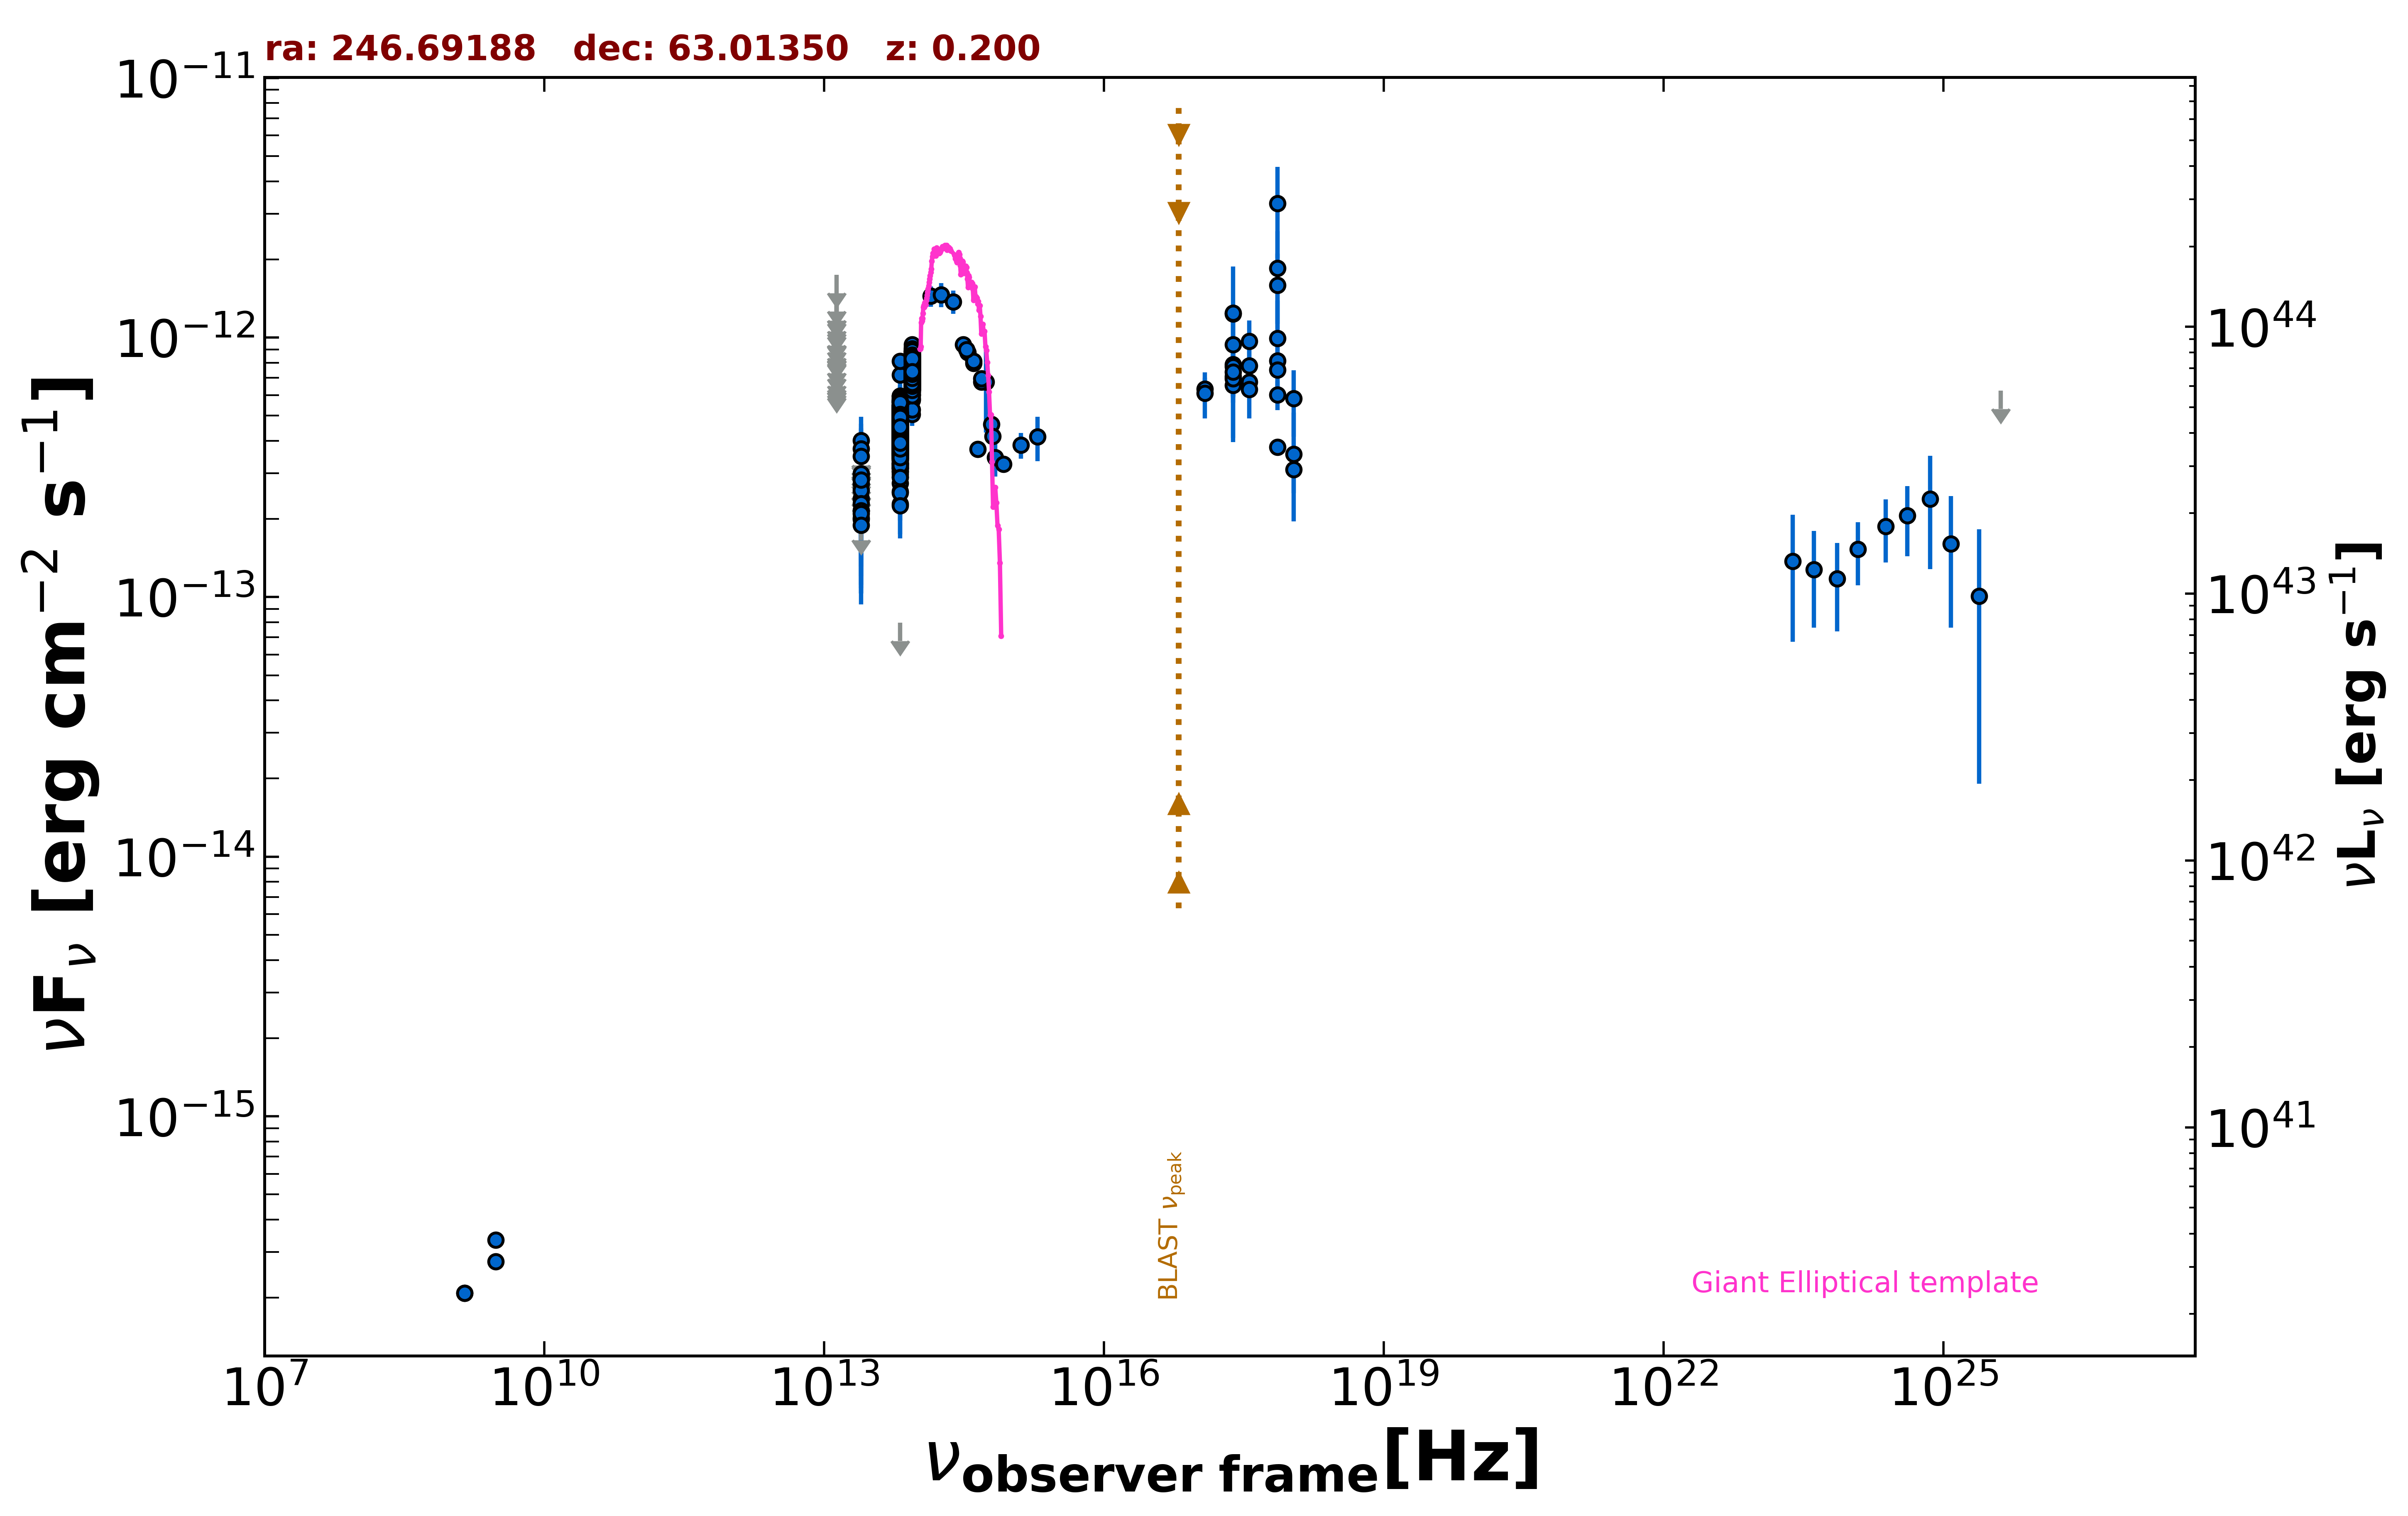 ra: 246.69188 dec: 63.01350 z: 0.200
10⁻¹¹
10⁻¹²
10⁻¹³
10⁻¹⁴
10⁻¹⁵
νFν [erg cm⁻² s⁻¹]
10⁴⁴
10⁴³
10⁴²
10⁴¹
νLν [erg s⁻¹]
BLAST νpeak
Giant Elliptical template
10⁷ 10¹⁰ 10¹³ 10¹⁶ 10¹⁹ 10²² 10²⁵
νobserver frame[Hz]